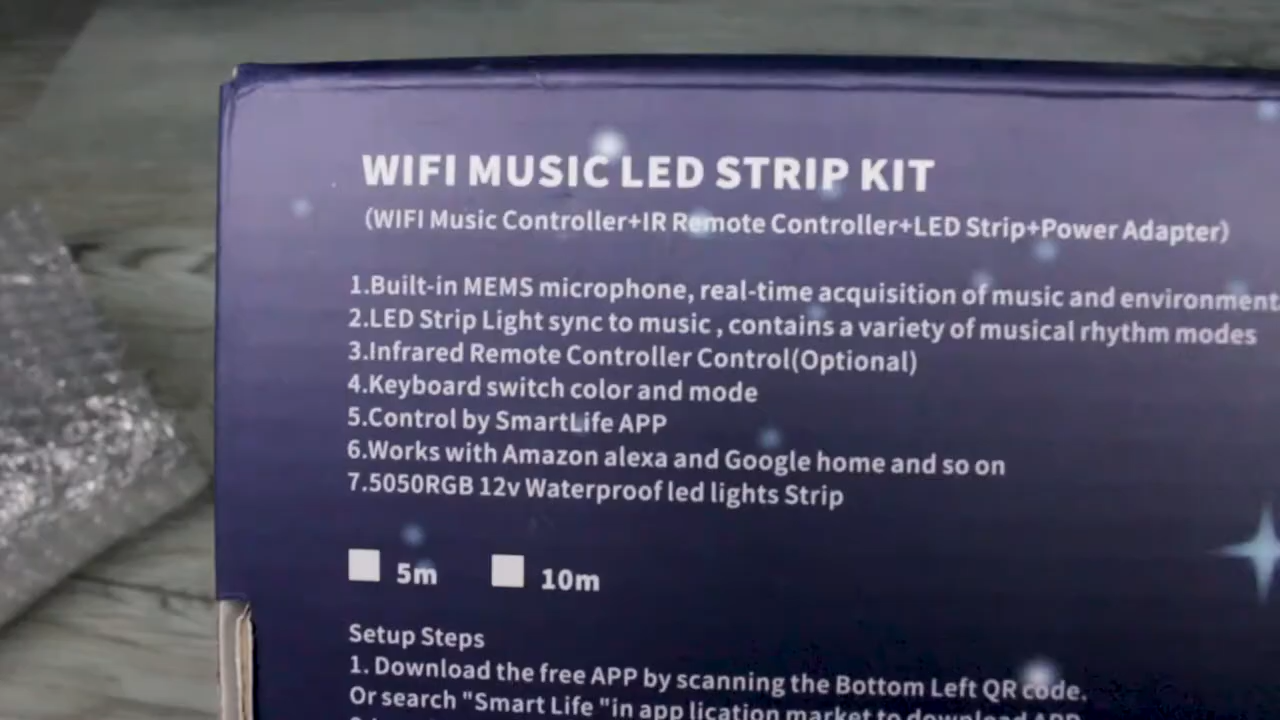 WIFI MUSIC LED STRIP KIT
(WIFI Music Controller+IR Remote Controller+LED Strip+Power Adapter)
1.Built-in MEMS microphone, real-time acquisition of music and environment
2.LED Strip Light sync to music , contains a variety of musical rhythm modes
3.Infrared Remote Controller Control(Optional)
4.Keyboard switch color and mode
5.Control by SmartLife APP
6.Works with Amazon alexa and Google home and so on
7.5050RGB 12v Waterproof led lights Strip
5m 10m
Setup Steps
1. Download the free APP by scanning the Bottom Left QR code.
Or search "Smart Life "in app lication market to download APP